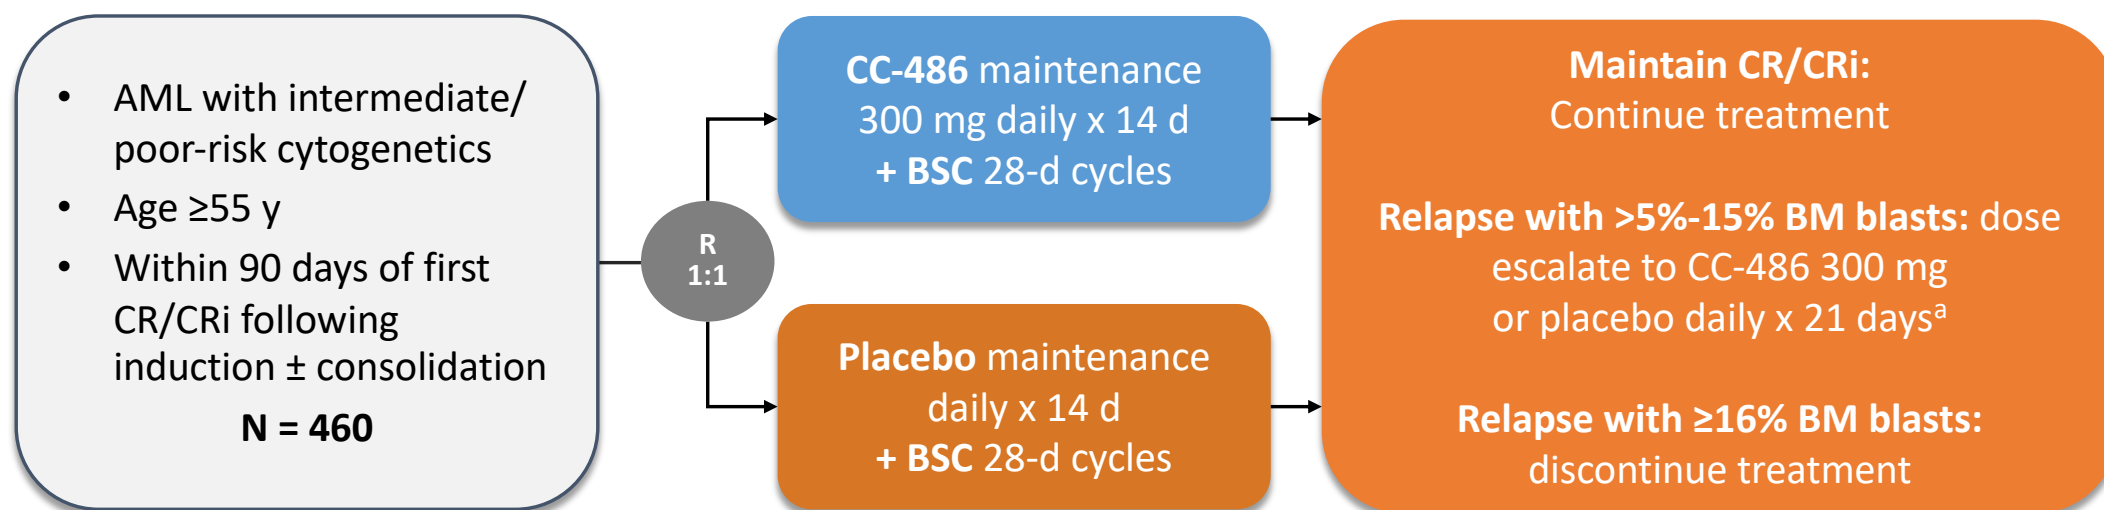 • AML with intermediate/
poor-risk cytogenetics
• Age ≥55 y
• Within 90 days of first
CR/CRi following
induction ± consolidation
N = 460
R
1:1
CC-486 maintenance
300 mg daily x 14 d
+ BSC 28-d cycles
Placebo maintenance
daily x 14 d
+ BSC 28-d cycles
Maintain CR/CRi:
Continue treatment
Relapse with >5%-15% BM blasts: dose
escalate to CC-486 300 mg
or placebo daily x 21 daysᵃ
Relapse with ≥16% BM blasts:
discontinue treatment